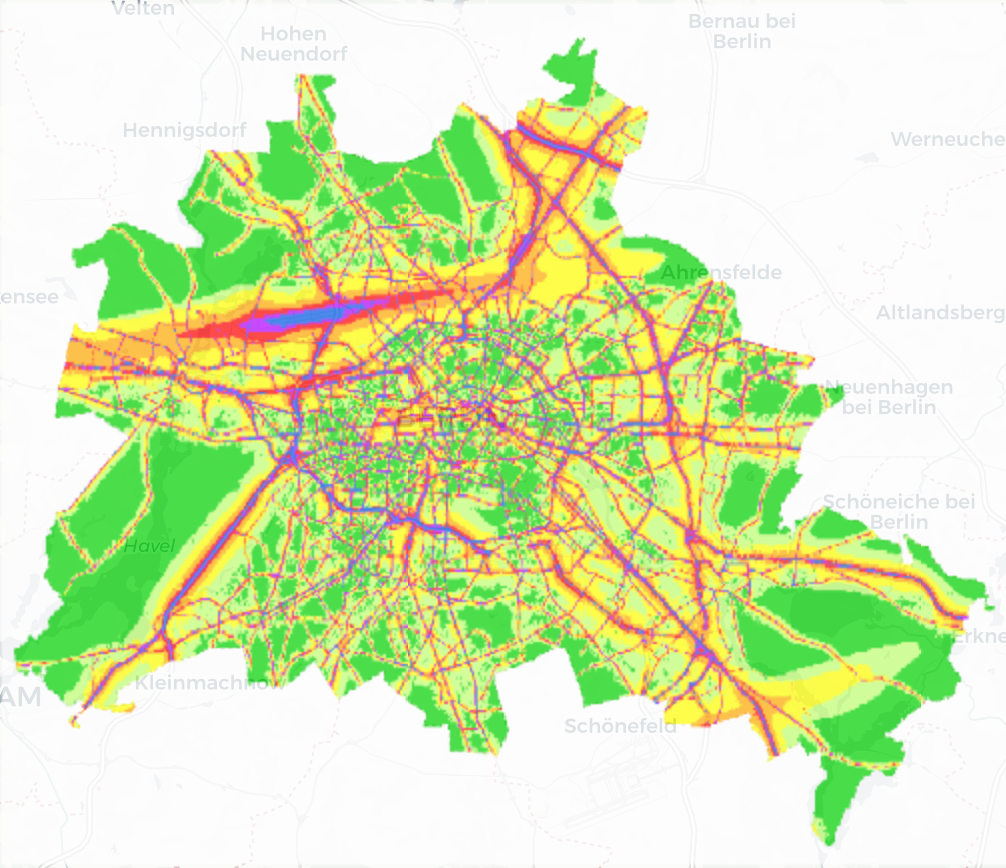 Velten
Hohen
Neuendorf
Bernau bei
Berlin
Hennigsdorf
Werneuche
Ahrensfelde
ensee
Altlandsberg
Neuenhagen
bei Berlin
Schöneiche bei
Berlin
Havel
Erkne
Kleinmachno
AM
Schönefeld